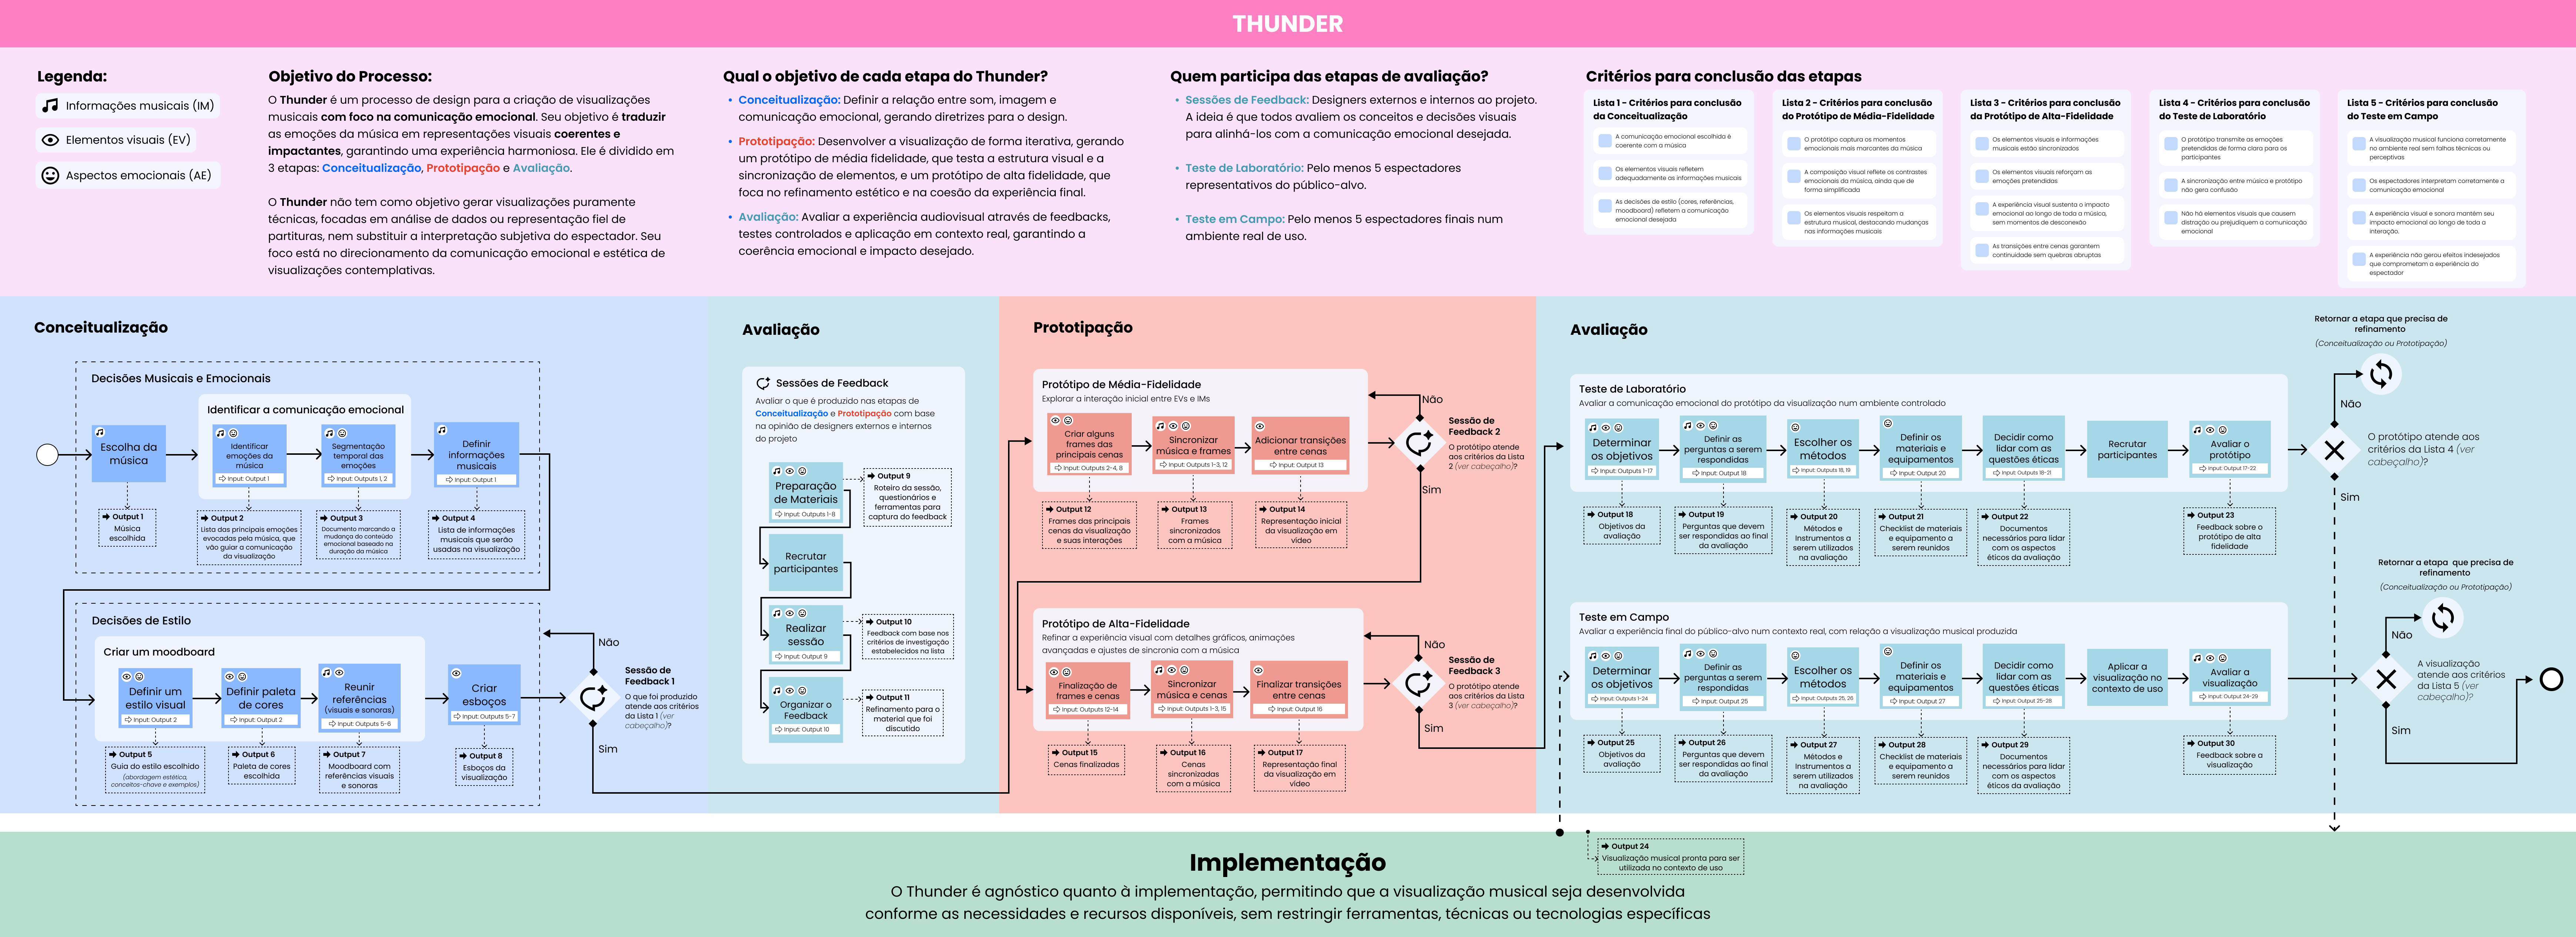 THUNDER
Legenda:
Informações musicais (IM)
Elementos visuais (EV)
Aspectos emocionais (AE)
Objetivo do Processo:
O Thunder é um processo de design para a criação de visualizações
musicais com foco na comunicação emocional. Seu objetivo é traduzir
as emoções da música em representações visuais coerentes e
impactantes, garantindo uma experiência harmoniosa. Ele é dividido em
3 etapas: Conceitualização, Prototipação e Avaliação.
O Thunder não tem como objetivo gerar visualizações puramente
técnicas, focadas em análise de dados ou representação fiel de
partituras, nem substituir a interpretação subjetiva do espectador. Seu
foco está no direcionamento da comunicação emocional e estética de
visualizações contemplativas.
Qual o objetivo de cada etapa do Thunder?
• Conceitualização: Definir a relação entre som, imagem e
comunicação emocional, gerando diretrizes para o design.
• Prototipação: Desenvolver a visualização de forma iterativa, gerando
um protótipo de média fidelidade, que testa a estrutura visual e a
sincronização de elementos, e um protótipo de alta fidelidade, que
foca no refinamento estético e na coesão da experiência final.
• Avaliação: Avaliar a experiência audiovisual através de feedbacks,
testes controlados e aplicação em contexto real, garantindo a
coerência emocional e impacto desejado.
Quem participa das etapas de avaliação?
• Sessões de Feedback: Designers externos e internos ao projeto.
A ideia é que todos avaliem os conceitos e decisões visuais
para alinhá-los com a comunicação emocional desejada.
• Teste de Laboratório: Pelo menos 5 espectadores
representativos do público-alvo.
• Teste em Campo: Pelo menos 5 espectadores finais num
ambiente real de uso.
Critérios para conclusão das etapas
Lista 1 - Critérios para conclusão
da Conceitualização
A comunicação emocional escolhida é
coerente com a música
Os elementos visuais refletem
adequadamente as informações musicais
As decisões de estilo (cores, referências,
moodboard) refletem a comunicação
emocional desejada
Lista 2 - Critérios para conclusão
do Protótipo de Média-Fidelidade
O protótipo captura os momentos
emocionais mais marcantes da música
A composição visual reflete os contrastes
emocionais da música, ainda que de
forma simplificada
Os elementos visuais respeitam a
estrutura musical, destacando mudanças
nas informações musicais
Lista 3 - Critérios para conclusão
da Protótipo de Alta-Fidelidade
Os elementos visuais e informações
musicais estão sincronizados
Os elementos visuais reforçam as
emoções pretendidas
A experiência visual sustenta o impacto
emocional ao longo de toda a música,
sem momentos de desconexão
As transições entre cenas garantem
continuidade sem quebras abruptas
Lista 4 - Critérios para conclusão
do Teste de Laboratório
O protótipo transmite as emoções
pretendidas de forma clara para os
participantes
A sincronização entre música e protótipo
não gera confusão
Não há elementos visuais que causem
distração ou prejudiquem a comunicação
emocional
Lista 5 - Critérios para conclusão
do Teste em Campo
A visualização musical funciona corretamente
no ambiente real sem falhas técnicas ou
perceptivas
Os espectadores interpretam corretamente a
comunicação emocional
A experiência visual e sonora mantém seu
impacto emocional ao longo de toda a
interação.
A experiência não gerou efeitos indesejados
que comprometam a experiência do
espectador
Conceitualização
Decisões Musicais e Emocionais
Identificar a comunicação emocional
Escolha da
música
Identificar
emoções da
música
Input: Output 1
Segmentação
temporal das
emoções
Input: Outputs 1, 2
Definir
informações
musicais
Input: Output 1
Output 1
Música
escolhida
Output 2
Lista das principais emoções
evocadas pela música, que
vão guiar a comunicação
da visualização
Output 3
Documento marcando a
mudança do conteúdo
emocional baseado na
duração da música
Output 4
Lista de informações
musicais que serão
usadas na visualização
Decisões de Estilo
Criar um moodboard
Definir um
estilo visual
Input: Output 2
Definir paleta
de cores
Input: Output 2
Reunir
referências
(visuais e sonoras)
Input: Outputs 5-6
Criar
esboços
Input: Outputs 5-7
Output 5
Guia do estilo escolhido
(abordagem estética,
conceitos-chave e exemplos)
Output 6
Paleta de cores
escolhida
Output 7
Moodboard com
referências visuais
e sonoras
Output 8
Esboços da
visualização
Não
Sessão de
Feedback 1
O que foi produzido
atende aos critérios
da Lista 1 (ver
cabeçalho)?
Sim
Avaliação
Sessões de Feedback
Avaliar o que é produzido nas etapas de
Conceitualização e Prototipação com base
na opinião de designers externos e internos
do projeto
Preparação
de Materiais
Input: Outputs 1-8
Output 9
Roteiro da sessão,
questionários e
ferramentas para
captura do feedback
Recrutar
participantes
Realizar
sessão
Input: Output 9
Output 10
Feedback com base nos
critérios de investigação
estabelecidos na lista
Organizar o
Feedback
Input: Output 10
Output 11
Refinamento para o
material que foi
discutido
Prototipação
Protótipo de Média-Fidelidade
Explorar a interação inicial entre EVs e IMs
Criar alguns
frames das
principais cenas
Input: Outputs 2-4, 8
Sincronizar
música e frames
Input: Outputs 1-3, 12
Adicionar transições
entre cenas
Input: Output 13
Output 12
Frames das principais
cenas da visualização
e suas interações
Output 13
Frames
sincronizados
com a música
Output 14
Representação inicial
da visualização em
vídeo
Não
Sessão de
Feedback 2
O protótipo atende
aos critérios da Lista
2 (ver cabeçalho)?
Sim
Protótipo de Alta-Fidelidade
Refinar a experiência visual com detalhes gráficos, animações
avançadas e ajustes de sincronia com a música
Finalização de
frames e cenas
Input: Outputs 12-14
Sincronizar
música e cenas
Input: Outputs 1-3, 15
Finalizar transições
entre cenas
Input: Output 16
Output 15
Cenas finalizadas
Output 16
Cenas
sincronizadas
com a música
Output 17
Representação final
da visualização em
vídeo
Não
Sessão de
Feedback 3
O protótipo atende
aos critérios da Lista
3 (ver cabeçalho)?
Sim
Avaliação
Teste de Laboratório
Avaliar a comunicação emocional do protótipo da visualização num ambiente controlado
Determinar
os objetivos
Input: Outputs 1-17
Definir as
perguntas a serem
respondidas
Input: Output 18
Escolher os
métodos
Input: Outputs 18, 19
Definir os
materiais e
equipamentos
Input: Output 20
Decidir como
lidar com as
questões éticas
Input: Output 18-21
Recrutar
participantes
Avaliar o
protótipo
Input: Output 17-22
Output 18
Objetivos da
avaliação
Output 19
Perguntas que devem
ser respondidas ao final
da avaliação
Output 20
Métodos e
Instrumentos a
serem utilizados
na avaliação
Output 21
Checklist de materiais
e equipamento a
serem reunidos
Output 22
Documentos
necessários para lidar
com os aspectos
éticos da avaliação
Output 23
Feedback sobre o
protótipo de alta
fidelidade
Retornar a etapa que precisa de
refinamento
(Conceitualização ou Prototipação)
Não
O protótipo atende aos
critérios da Lista 4 (ver
cabeçalho)?
Sim
Teste em Campo
Avaliar a experiência final do público-alvo num contexto real, com relação a visualização musical produzida
Determinar
os objetivos
Input: Outputs 1-24
Definir as
perguntas a serem
respondidas
Input: Output 25
Escolher os
métodos
Input: Outputs 25, 26
Definir os
materiais e
equipamentos
Input: Output 27
Decidir como
lidar com as
questões éticas
Input: Output 25-28
Aplicar a
visualização no
contexto de uso
Avaliar a
visualização
Input: Output 24-29
Output 25
Objetivos da
avaliação
Output 26
Perguntas que devem
ser respondidas ao final
da avaliação
Output 27
Métodos e
Instrumentos a
serem utilizados
na avaliação
Output 28
Checklist de materiais
e equipamento a
serem reunidos
Output 29
Documentos
necessários para lidar
com os aspectos
éticos da avaliação
Output 30
Feedback sobre a
visualização
Retornar a etapa que precisa de
refinamento
(Conceitualização ou Prototipação)
Não
A visualização
atende aos critérios
da Lista 5 (ver
cabeçalho)?
Sim
Output 24
Visualização musical pronta para ser
utilizada no contexto de uso
Implementação
O Thunder é agnóstico quanto à implementação, permitindo que a visualização musical seja desenvolvida
conforme as necessidades e recursos disponíveis, sem restringir ferramentas, técnicas ou tecnologias específicas